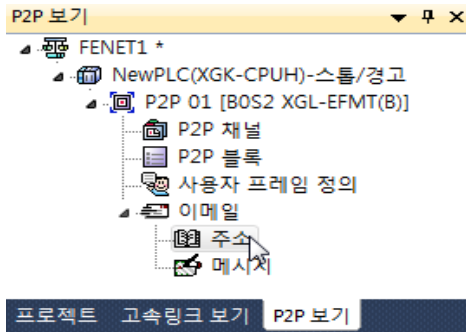 P2P 보기
FENET1 *
NewPLC(XGK-CPUH)-스톱/경고
P2P 01 [B0S2 XGL-EFMT(B)]
P2P 채널
P2P 블록
사용자 프레임 정의
이메일
주소
메시지
프로젝트 고속링크 보기 P2P 보기